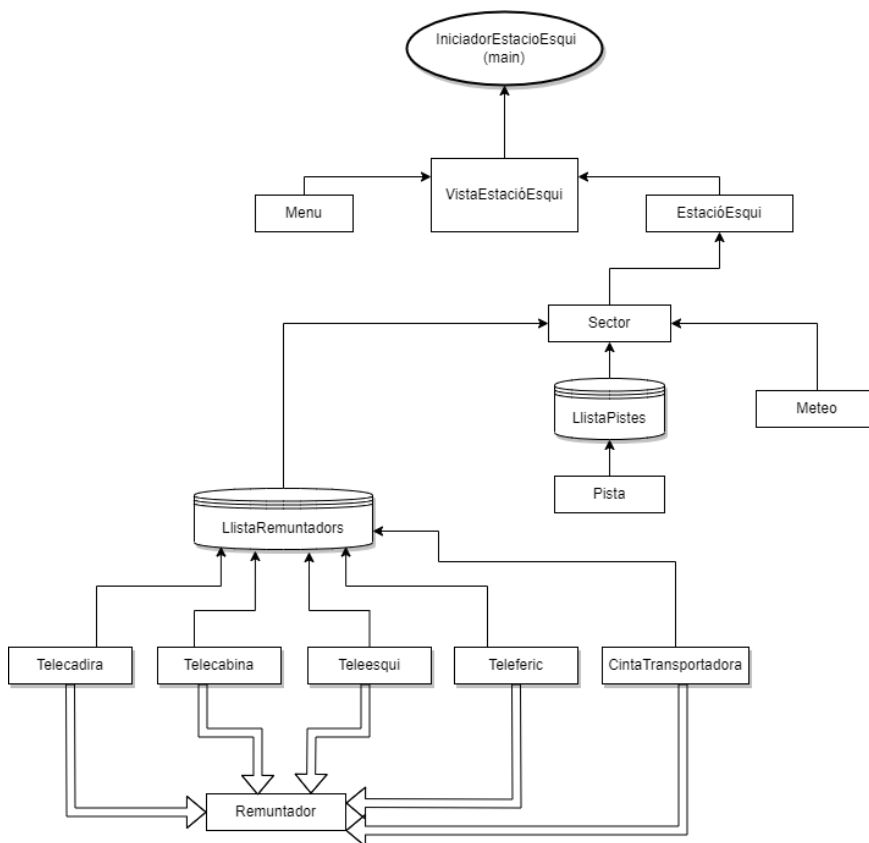 IniciadorEstacioEsqui
(main)
VistaEstacióEsqui
Menu
EstacióEsqui
Sector
LlistaPistes
Meteo
Pista
LlistaRemuntadors
Telecadira
Telecabina
Teleesqui
Teleferic
CintaTransportadora
Remuntador